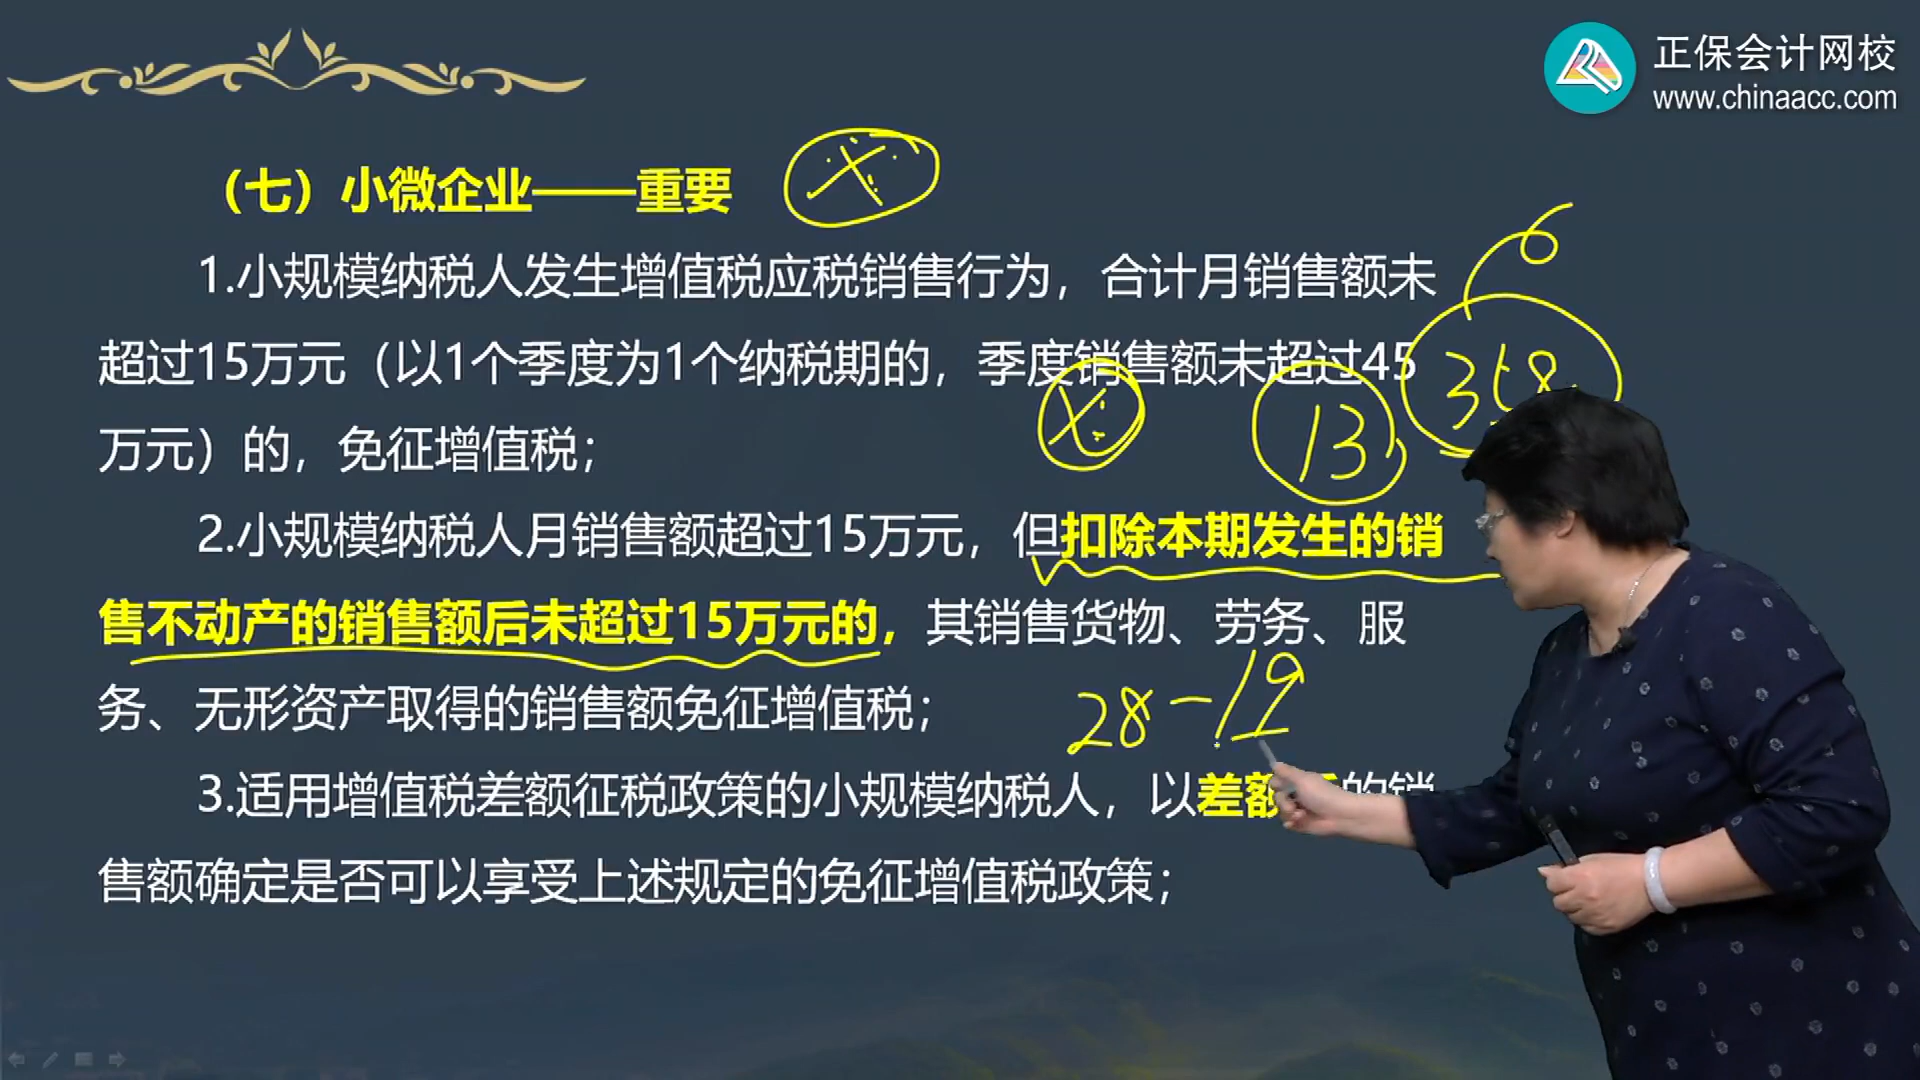 正保会计网校
www.chinaacc.com
（七）小微企业——重要
1.小规模纳税人发生增值税应税销售行为，合计月销售额未
超过15万元（以1个季度为1个纳税期的，季度销售额未超过45
358
13
万元）的，免征增值税；
2.小规模纳税人月销售额超过15万元，但扣除本期发生的销
售不动产的销售额后未超过15万元的，其销售货物、劳务、服
务、无形资产取得的销售额免征增值税；
28-19
3.适用增值税差额征税政策的小规模纳税人，以差额
售额确定是否可以享受上述规定的免征增值税政策；